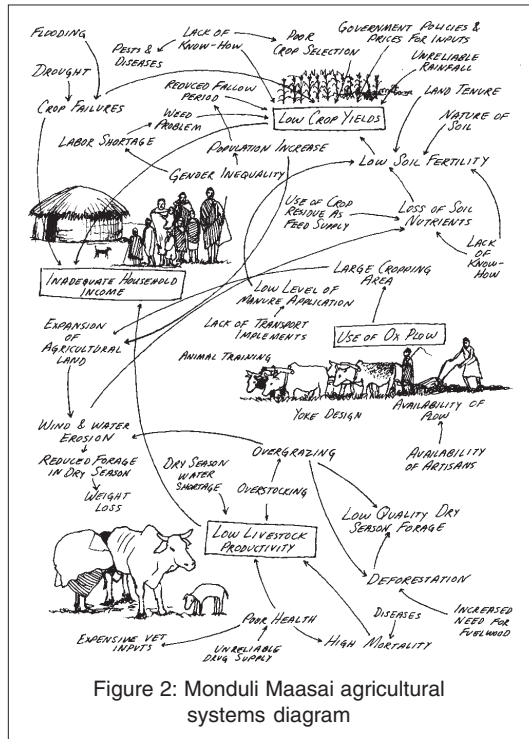 FLOODING
DROUGHT
CROP FAILURES
PESTS &
DISEASES
LACK OF
KNOW-HOW
POOR
CROP SELECTION
GOVERNMENT POLICIES &
PRICES FOR INPUTS
UNRELIABLE
RAINFALL
LAND TENURE
NATURE OF
SOIL
REDUCED FALLOW
PERIOD
WEED
PROBLEM
LOW CROP YIELDS
LABOR SHORTAGE
POPULATION INCREASE
GENDER INEQUALITY
LOW SOIL FERTILITY
USE OF CROP
RESIDUE AS
FEED SUPPLY
LOSS OF SOIL
NUTRIENTS
LACK
OF
KNOW-HOW
INADEQUATE HOUSEHOLD
INCOME
LARGE CROPPING
AREA
LOW LEVEL OF
MANURE APPLICATION
EXPANSION
OF
AGRICULTURAL
LAND
LACK OF TRANSPORT
IMPLEMENTS
USE OF OX PLOW
ANIMAL TRAINING
YOKE DESIGN
AVAILABILITY OF
PLOW
WIND & WATER
EROSION
AVAILABILITY
OF ARTISANS
REDUCED FORAGE
IN DRY SEASON
WEIGHT
LOSS
DRY SEASON
WATER
SHORTAGE
OVERGRAZING
OVERSTOCKING
LOW QUALITY DRY
SEASON FORAGE
LOW LIVESTOCK
PRODUCTIVITY
DEFORESTATION
DISEASES
INCREASED
NEED FOR
FUELWOOD
POOR HEALTH
EXPENSIVE VET
INPUTS
UNRELIABLE
DRUG SUPPLY
HIGH MORTALITY
Figure 2: Monduli Maasai agricultural
systems diagram